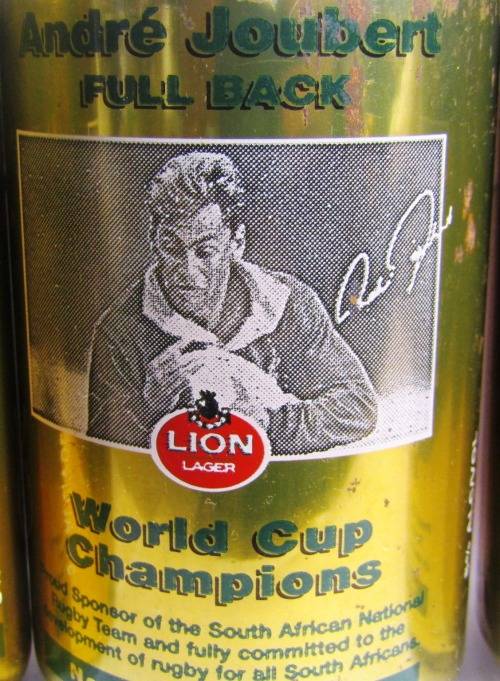 André Joubert
FULL BACK
LION
LAGER
World Cup
Champions
Proud Sponsor of the South African National
Rugby Team and fully committed to the
development of rugby for all South Africans.